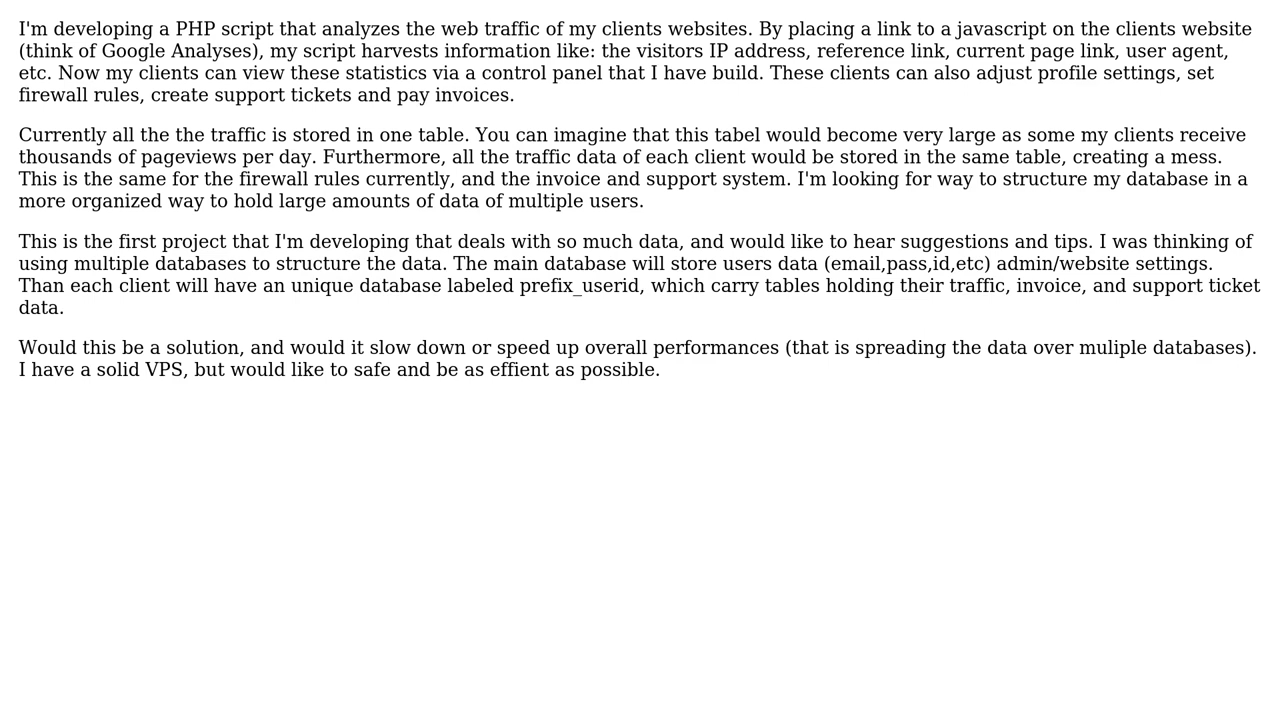 I'm developing a PHP script that analyzes the web traffic of my clients websites. By placing a link to a javascript on the clients website
(think of Google Analyses), my script harvests information like: the visitors IP address, reference link, current page link, user agent,
etc. Now my clients can view these statistics via a control panel that I have build. These clients can also adjust profile settings, set
firewall rules, create support tickets and pay invoices.
Currently all the the traffic is stored in one table. You can imagine that this tabel would become very large as some my clients receive
thousands of pageviews per day. Furthermore, all the traffic data of each client would be stored in the same table, creating a mess.
This is the same for the firewall rules currently, and the invoice and support system. I'm looking for way to structure my database in a
more organized way to hold large amounts of data of multiple users.
This is the first project that I'm developing that deals with so much data, and would like to hear suggestions and tips. I was thinking of
using multiple databases to structure the data. The main database will store users data (email,pass,id,etc) admin/website settings.
Than each client will have an unique database labeled prefix_userid, which carry tables holding their traffic, invoice, and support ticket
data.
Would this be a solution, and would it slow down or speed up overall performances (that is spreading the data over muliple databases).
I have a solid VPS, but would like to safe and be as effient as possible.